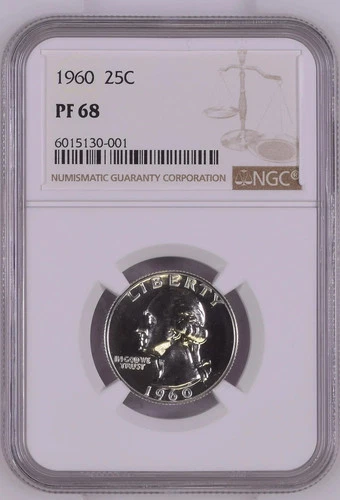 1960 25C
PF 68
6015130-001
NUMISMATIC GUARANTY CORPORATION
NGC®
LIBERTY
IN GOD WE
TRUST
1960